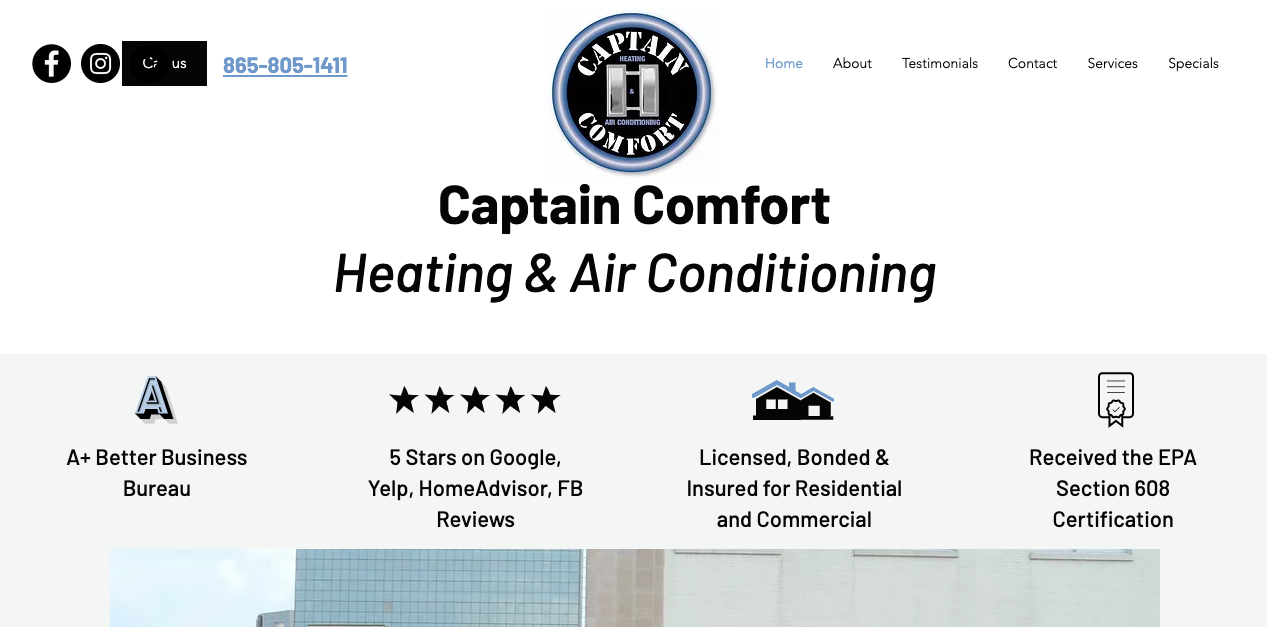 us
865-805-1411
CAPTAIN
HEATING
&
AIR CONDITIONING
COMFORT
Home
About
Testimonials
Contact
Services
Specials
Captain Comfort
Heating & Air Conditioning
A
A+ Better Business
Bureau
5 Stars on Google,
Yelp, HomeAdvisor, FB
Reviews
Licensed, Bonded &
Insured for Residential
and Commercial
Received the EPA
Section 608
Certification